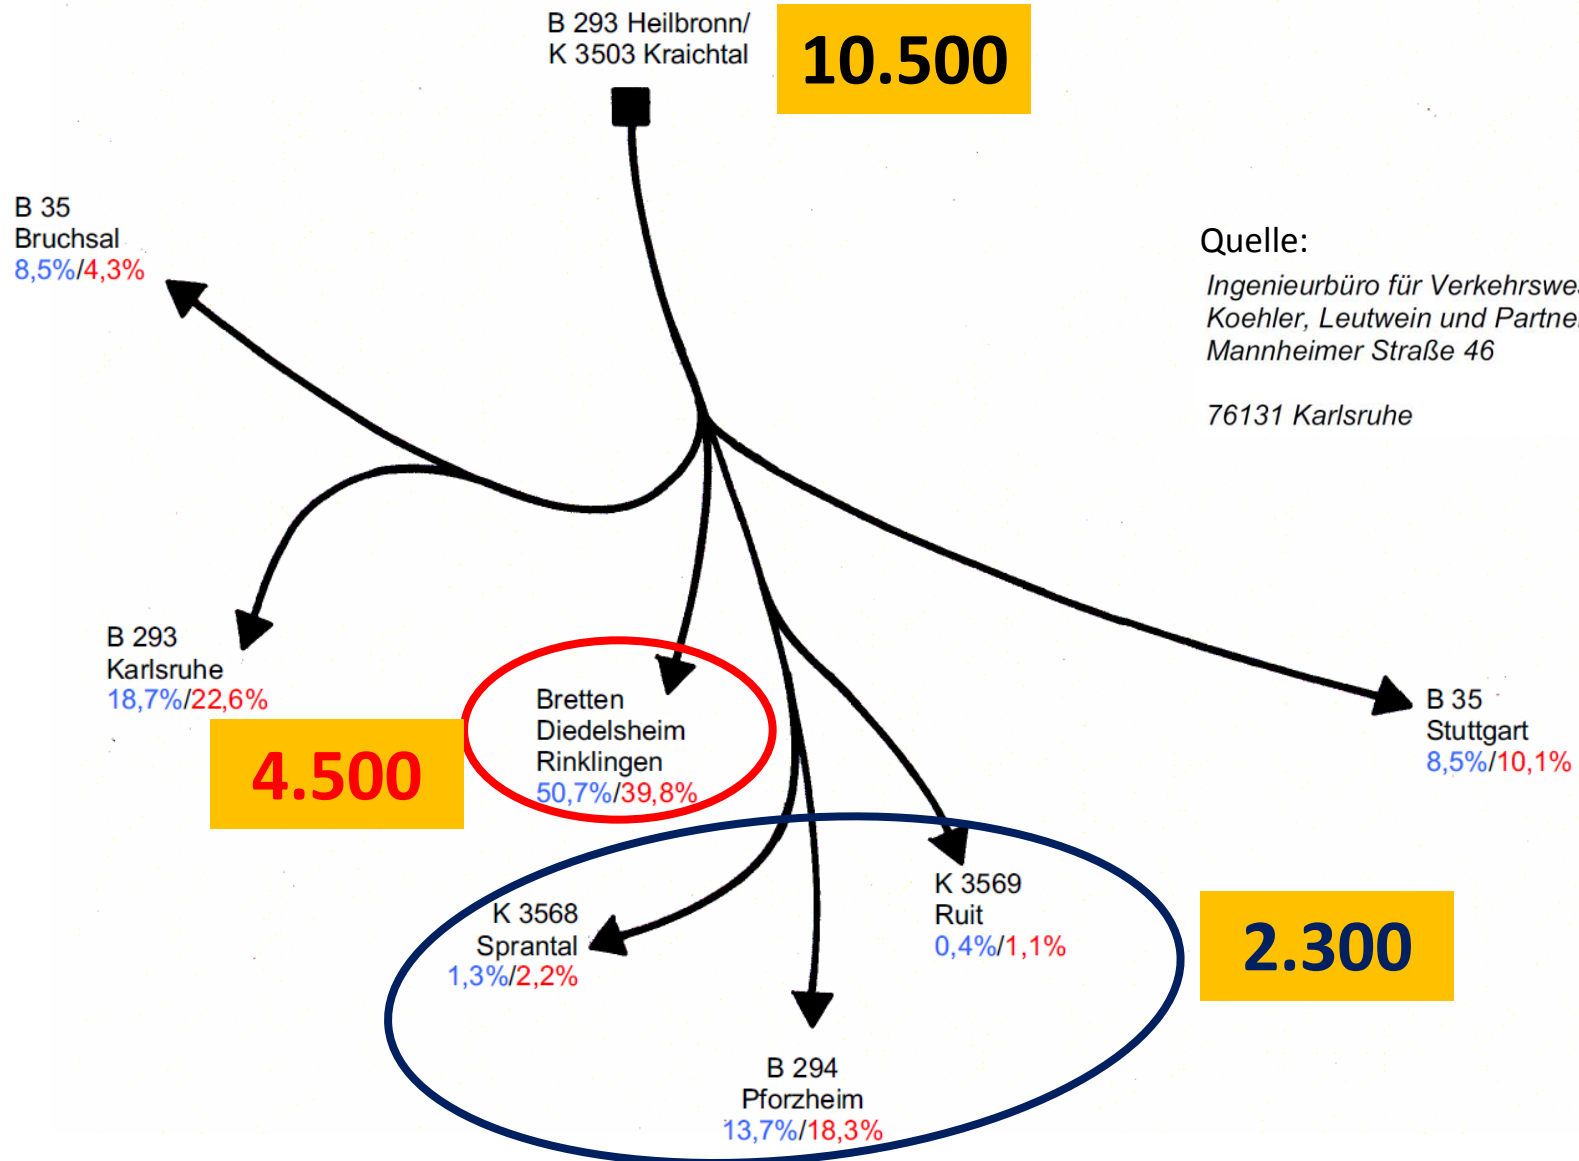 B 293 Heilbronn/
K 3503 Kraichtal
10.500
B 35
Bruchsal
8,5%/4,3%
Quelle:
Ingenieurbüro für
Koehler, Leutwein und
Mannheimer Straße 46
76131 Karlsruhe
B 293
Karlsruhe
18,7%/22,6%
4.500
Bretten
Diedelsheim
Rinklingen
50,7%/39,8%
B 35
Stuttgart
8,5%/10,1%
K 3568
Sprantal
1,3%/2,2%
K 3569
Ruit
0,4%/1,1%
2.300
B 294
Pforzheim
13,7%/18,3%